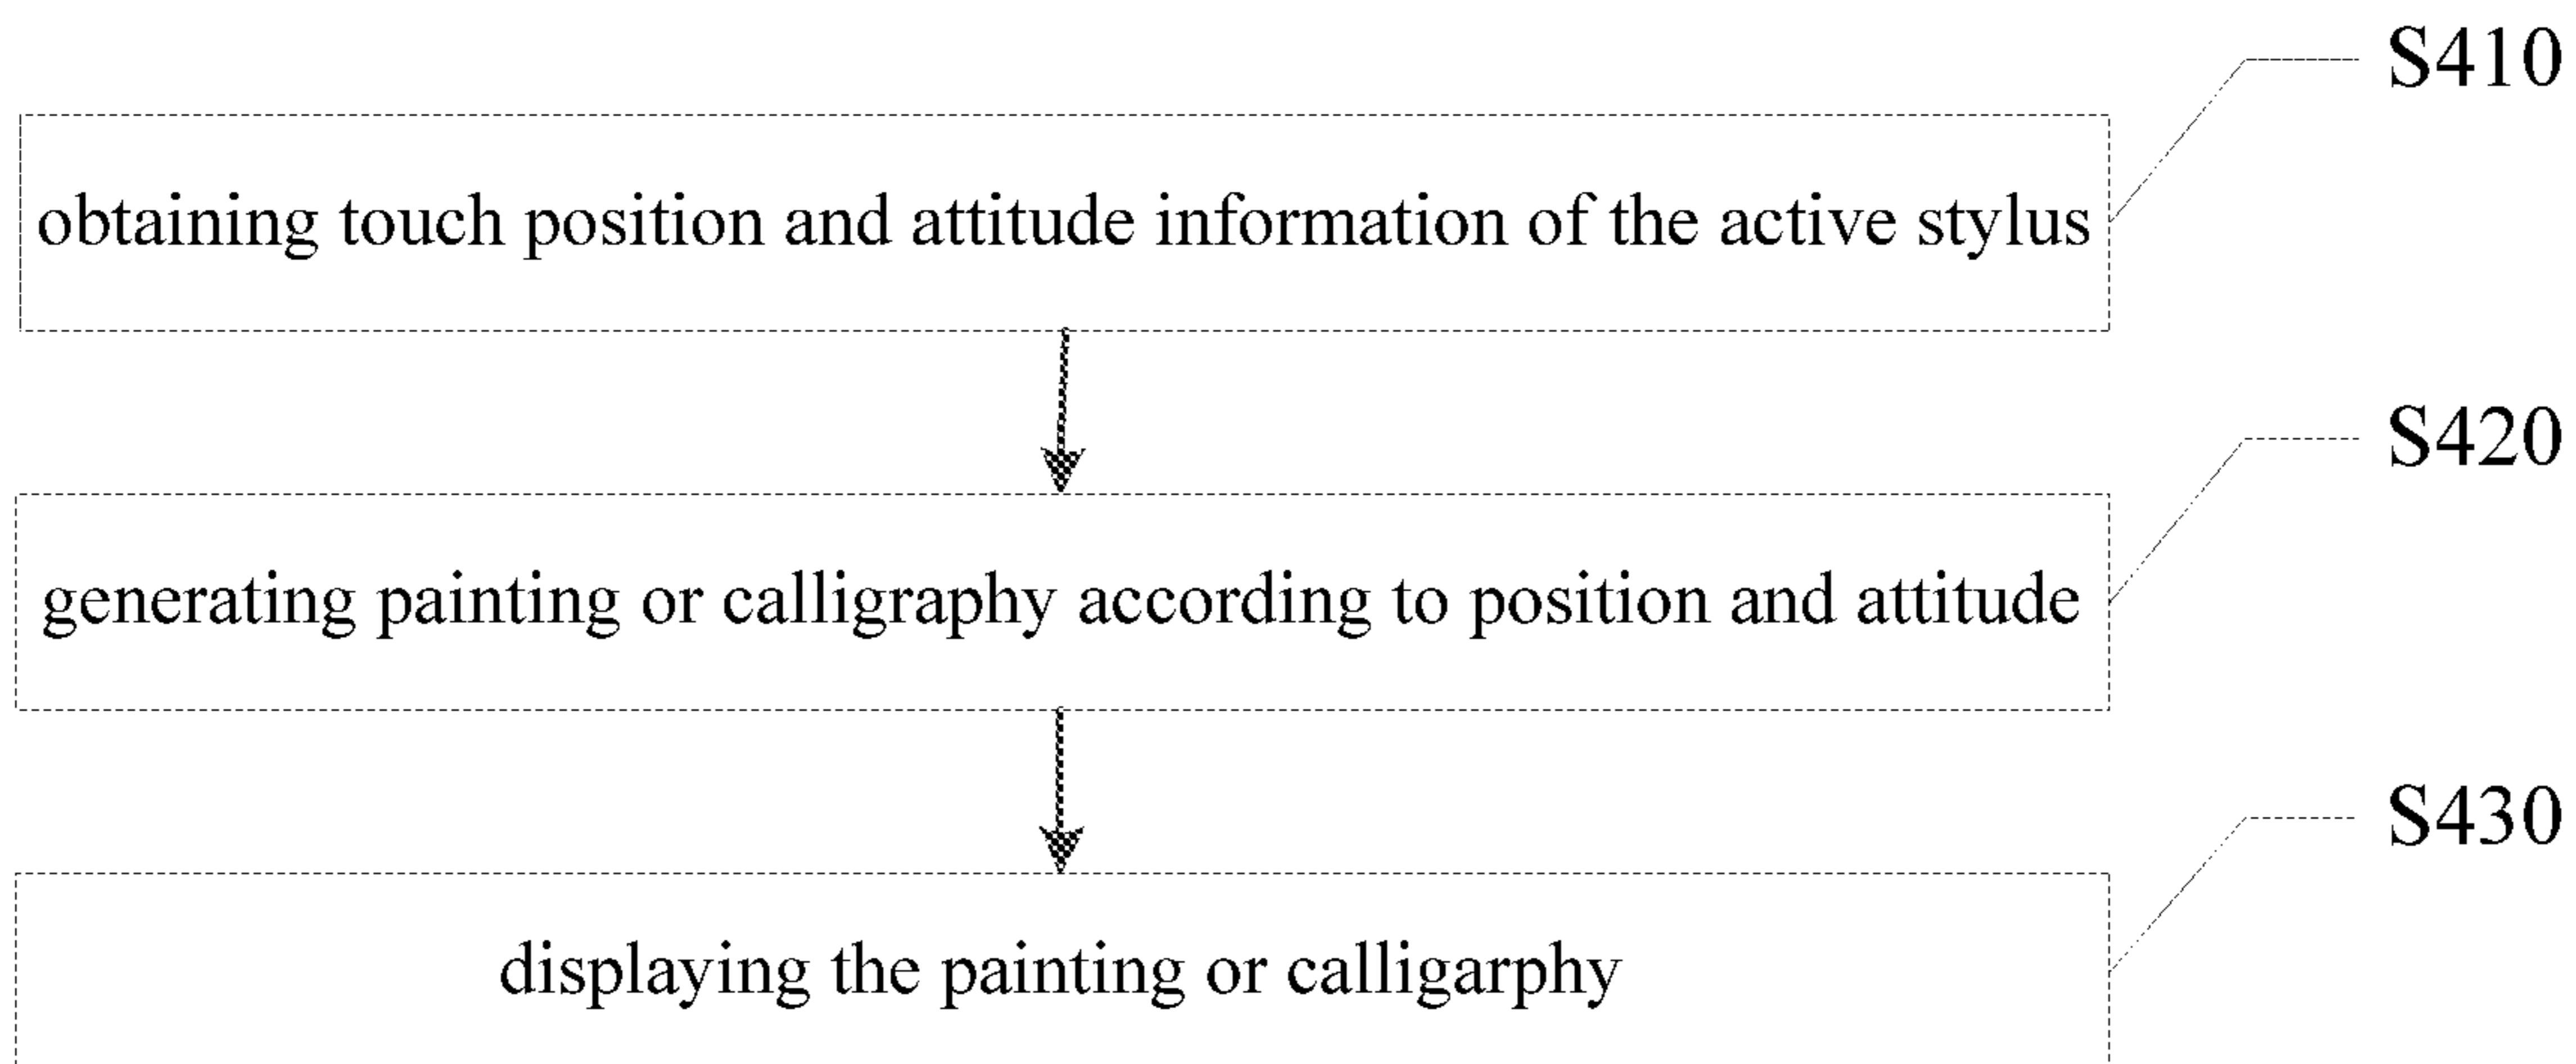 S410
obtaining touch position and attitude information of the active stylus
S420
generating painting or calligraphy according to position and attitude
S430
displaying the painting or calligarphy